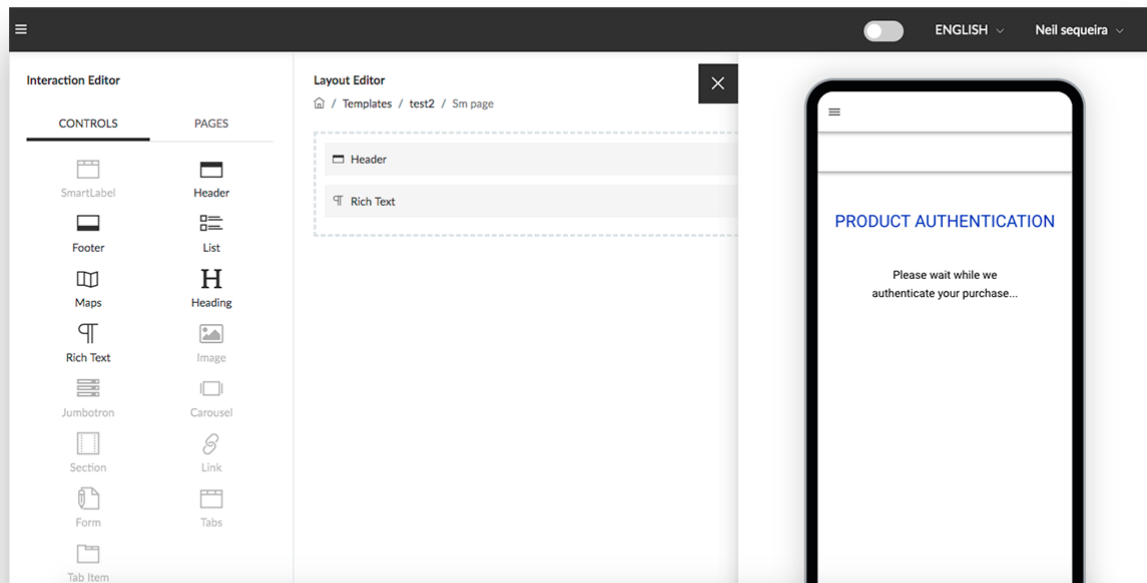 ENGLISH
Neil sequeira
Interaction Editor
CONTROLS PAGES
SmartLabel Header
Footer List
Maps H Heading
Rich Text Image
Jumbotron Carousel
Section Link
Form Tabs
Tab Item
Layout Editor
/ Templates / test2 / Sm page
Header
Rich Text
PRODUCT AUTHENTICATION
Please wait while we
authenticate your purchase...